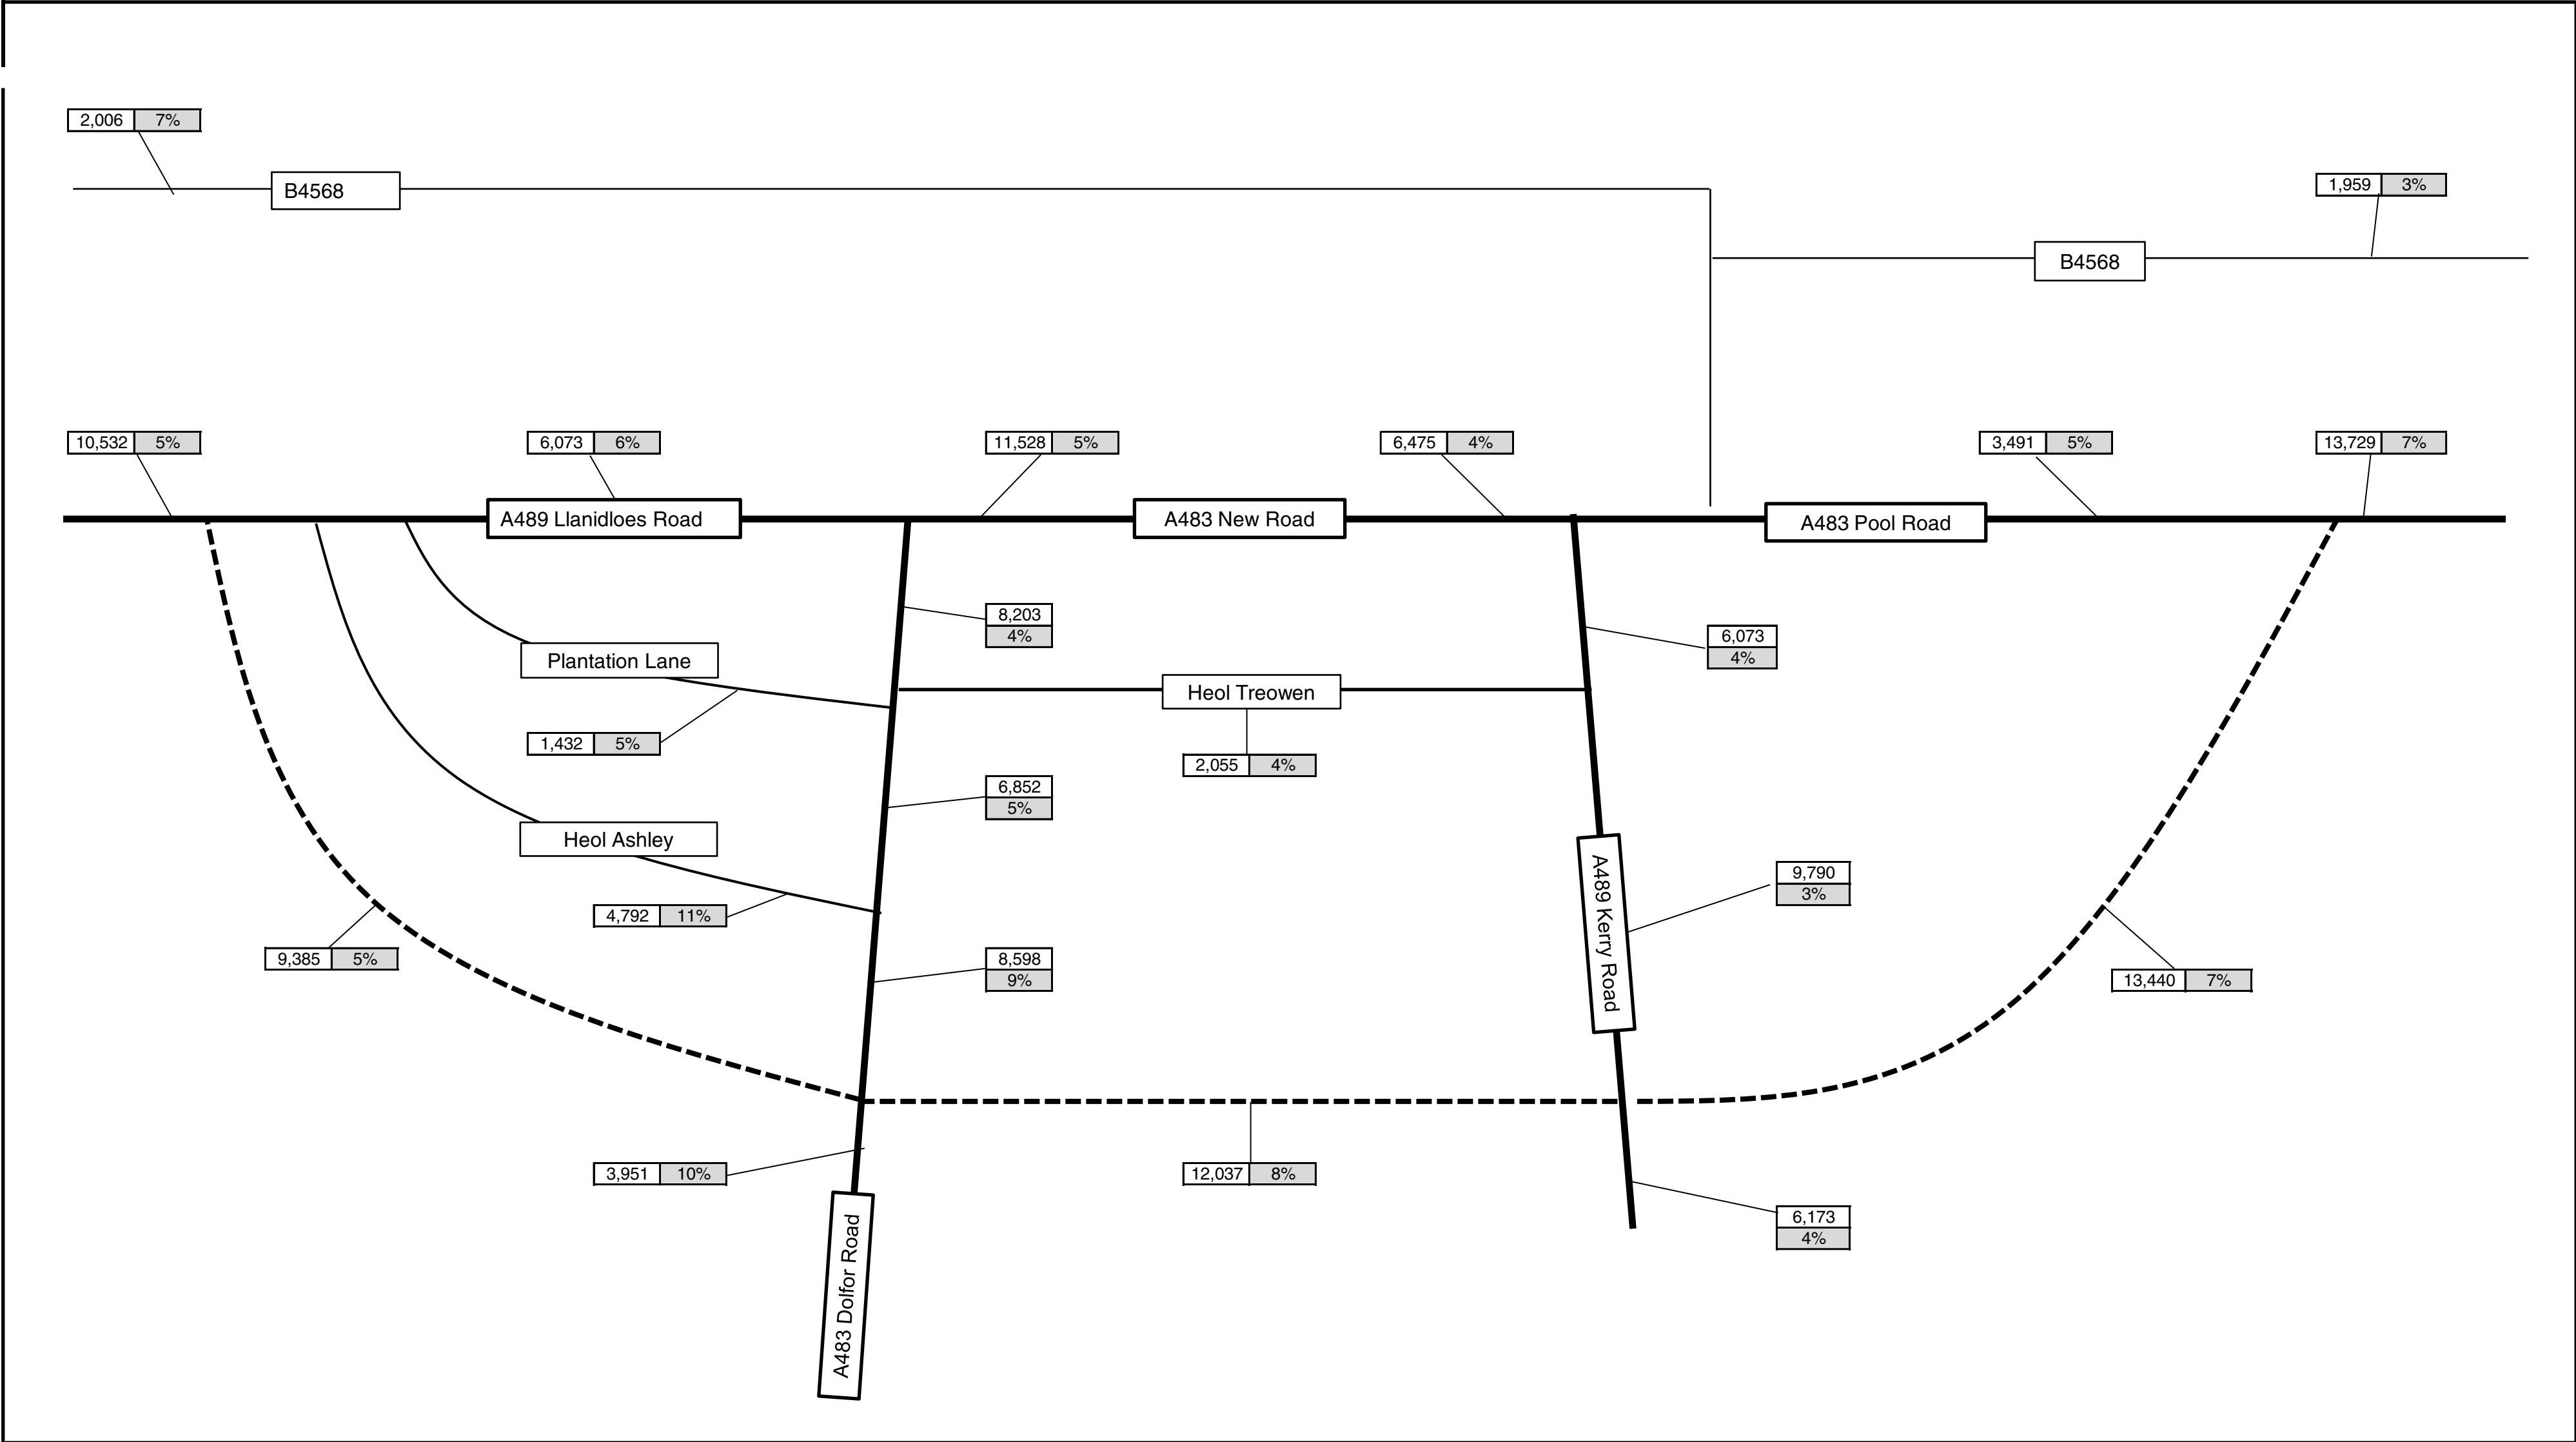 2,006 7%
B4568
1,959 3%
B4568
10,532 5%
6,073 6%
11,528 5%
6,475 4%
3,491 5%
13,729 7%
A489 Llanidloes Road
A483 New Road
A483 Pool Road
8,203
4%
6,073
4%
Plantation Lane
Heol Treowen
1,432 5%
2,055 4%
6,852
5%
Heol Ashley
A489 Kerry Road
9,790
3%
4,792 11%
9,385 5%
8,598
9%
13,440 7%
3,951 10%
12,037 8%
A483 Dolfor Road
6,173
4%